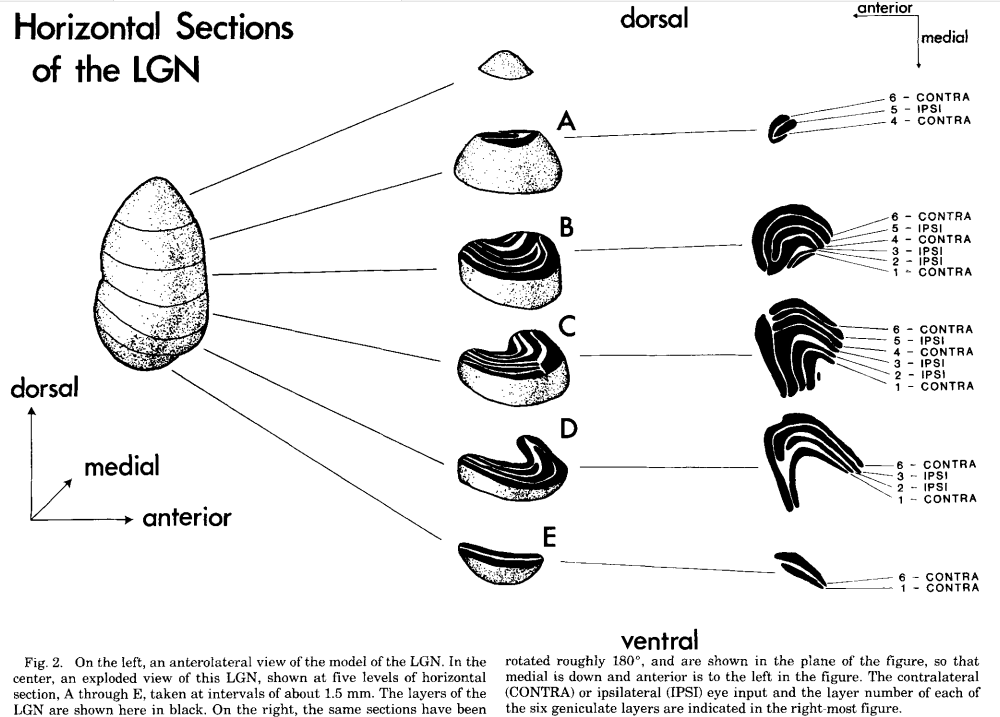 Horizontal Sections
of the LGN
dorsal
anterior
medial
A
6 - CONTRA
5 - IPSI
4 - CONTRA
B
6 - CONTRA
5 - IPSI
4 - CONTRA
3 - IPSI
2 - IPSI
1 - CONTRA
C
6 - CONTRA
5 - IPSI
4 - CONTRA
3 - IPSI
2 - IPSI
1 - CONTRA
dorsal
medial
anterior
D
6 - CONTRA
3 - IPSI
2 - IPSI
1 - CONTRA
E
6 - CONTRA
1 - CONTRA
ventral
Fig. 2. On the left, an anterolateral view of the model of the LGN. In the
center, an exploded view of this LGN, shown at five levels of horizontal
section, A through E, taken at intervals of about 1.5 mm. The layers of the
LGN are shown here in black. On the right, the same sections have been
rotated roughly 180°, and are shown in the plane of the figure, so that
medial is down and anterior is to the left in the figure. The contralateral
(CONTRA) or ipsilateral (IPSI) eye input and the layer number of each of
the six geniculate layers are indicated in the right-most figure.